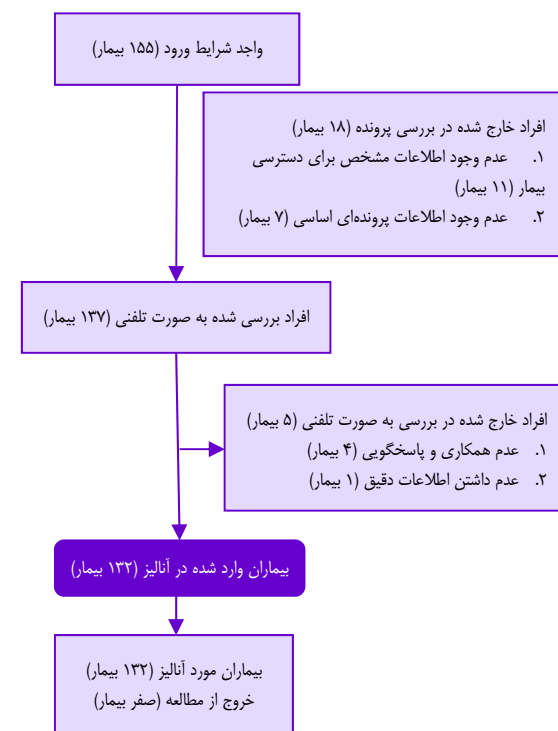 واجد شرایط ورود (۱۵۵ بیمار)
افراد خارج شده در بررسی پرونده (۱۸ بیمار)
۱. عدم وجود اطلاعات مشخص برای دسترسی
بیمار (۱۱ بیمار)
۲. عدم وجود اطلاعات پرونده‌ای اساسی (۷ بیمار)
افراد بررسی شده به صورت تلفنی (۱۳۷ بیمار)
افراد خارج شده در بررسی به صورت تلفنی (۵ بیمار)
۱. عدم همکاری و پاسخگویی (۴ بیمار)
۲. عدم داشتن اطلاعات دقیق (۱ بیمار)
بیماران وارد شده در آنالیز (۱۳۲ بیمار)
بیماران مورد آنالیز (۱۳۲ بیمار)
خروج از مطالعه (صفر بیمار)